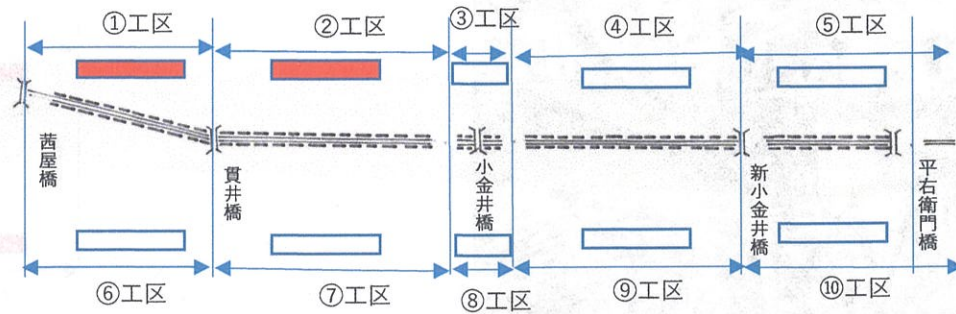 ①工区
②工区
③工区
④工区
⑤工区
茜屋橋
貫井橋
小金井橋
新小金井橋
平右衛門橋
⑥工区
⑦工区
⑧工区
⑨工区
⑩工区